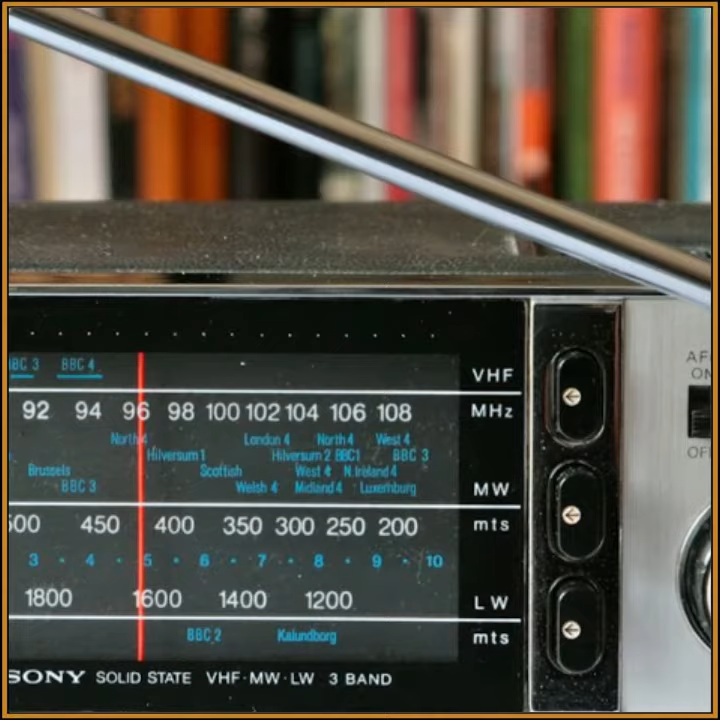 BBC 3 BBC 4
VHF
92 94 96 98 100 102 104 106 108 MHz
North 4 London 4 North 4 West 4
Hilversum 1 Hilversum 2 BBC1 BBC 3
Brussels Scottish West 4 N.Ireland 4
BBC 3 Welsh 4 Midland 4 Luxemburg MW
500 450 400 350 300 250 200 mts
3 · 4 · 5 · 6 · 7 · 8 · 9 · 10
1800 1600 1400 1200 LW
BBC 2 Kalundborg mts
SONY SOLID STATE VHF·MW·LW 3 BAND
ON